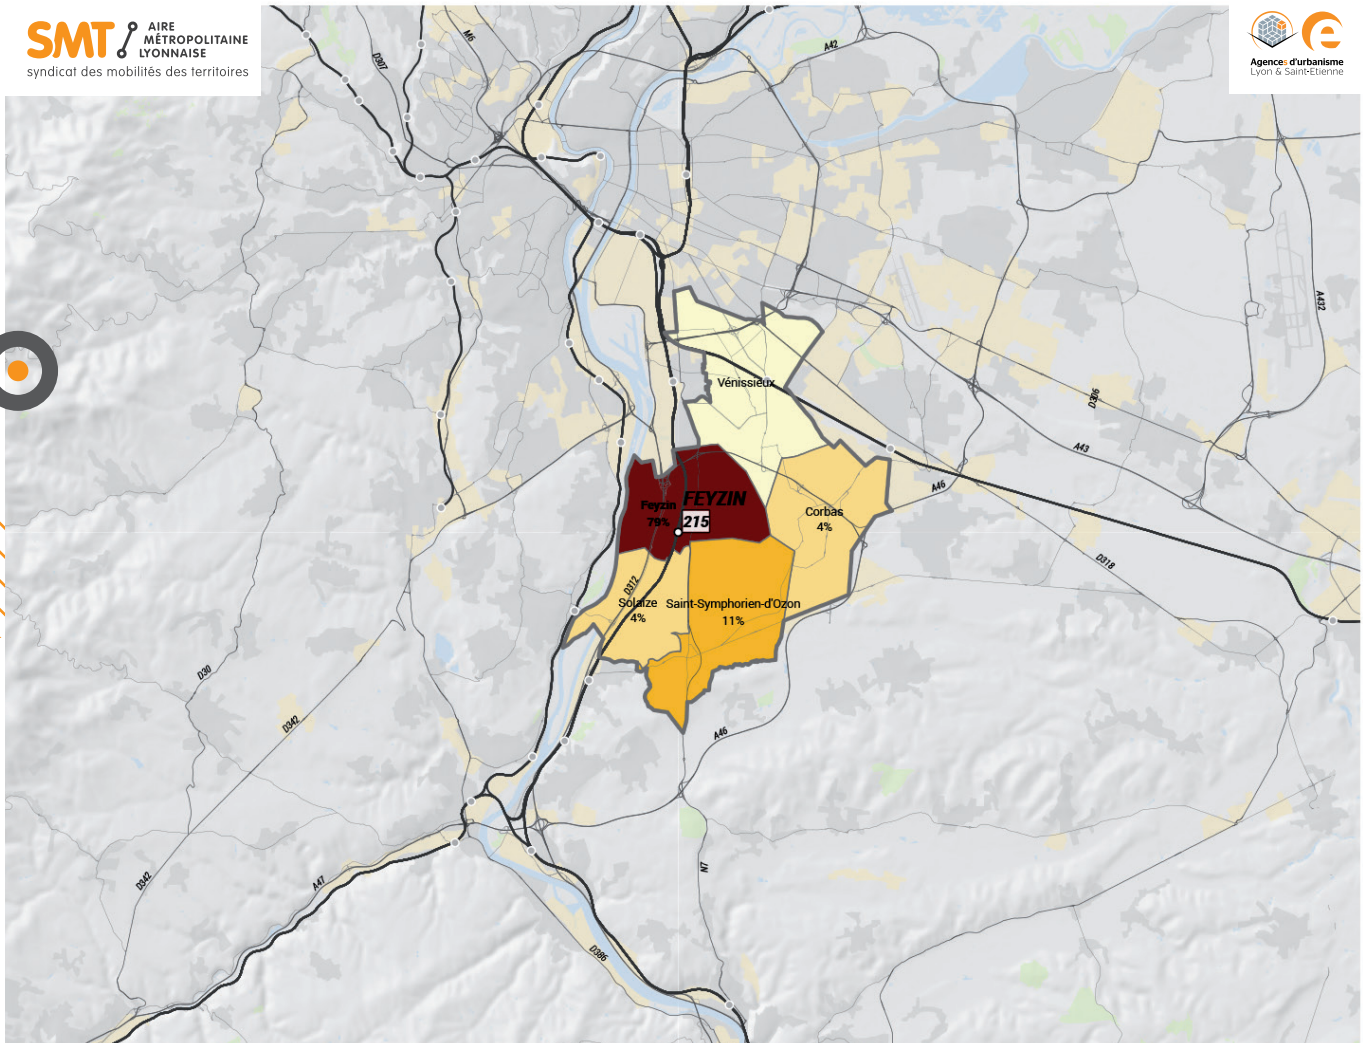 SMT
AIRE
MÉTROPOLITAINE
LYONNAISE
syndicat des mobilités des territoires
Agences d'urbanisme
Lyon & Saint-Etienne
M6
D307
A42
A432
Vénissieux
D306
A43
A46
Feyzin
79%
FEYZIN
215
Corbas
4%
D318
D312
Solaize
4%
Saint-Symphorien-d'Ozon
11%
D30
D342
A46
D342
A47
N7
D386